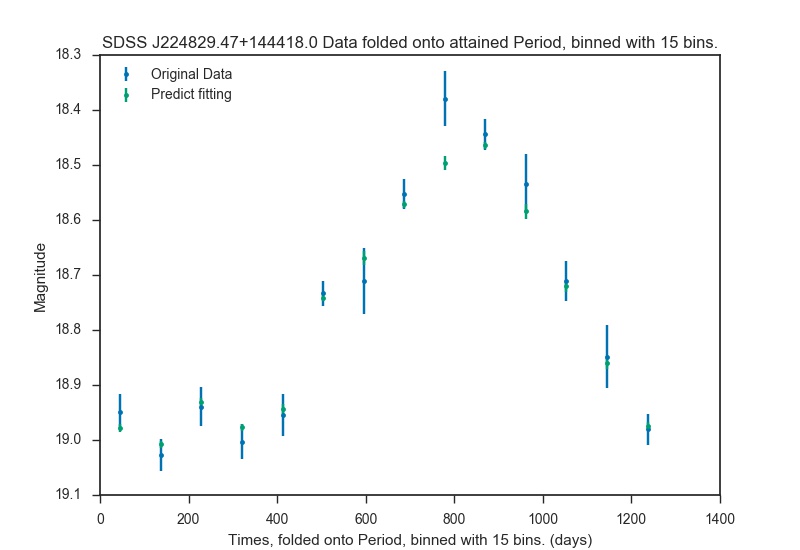 SDSS J224829.47+144418.0 Data folded onto attained Period, binned with 15 bins.
Original Data
Predict fitting
18.3
18.4
18.5
18.6
18.7
18.8
18.9
19.0
19.1
Magnitude
0 200 400 600 800 1000 1200 1400
Times, folded onto Period, binned with 15 bins. (days)